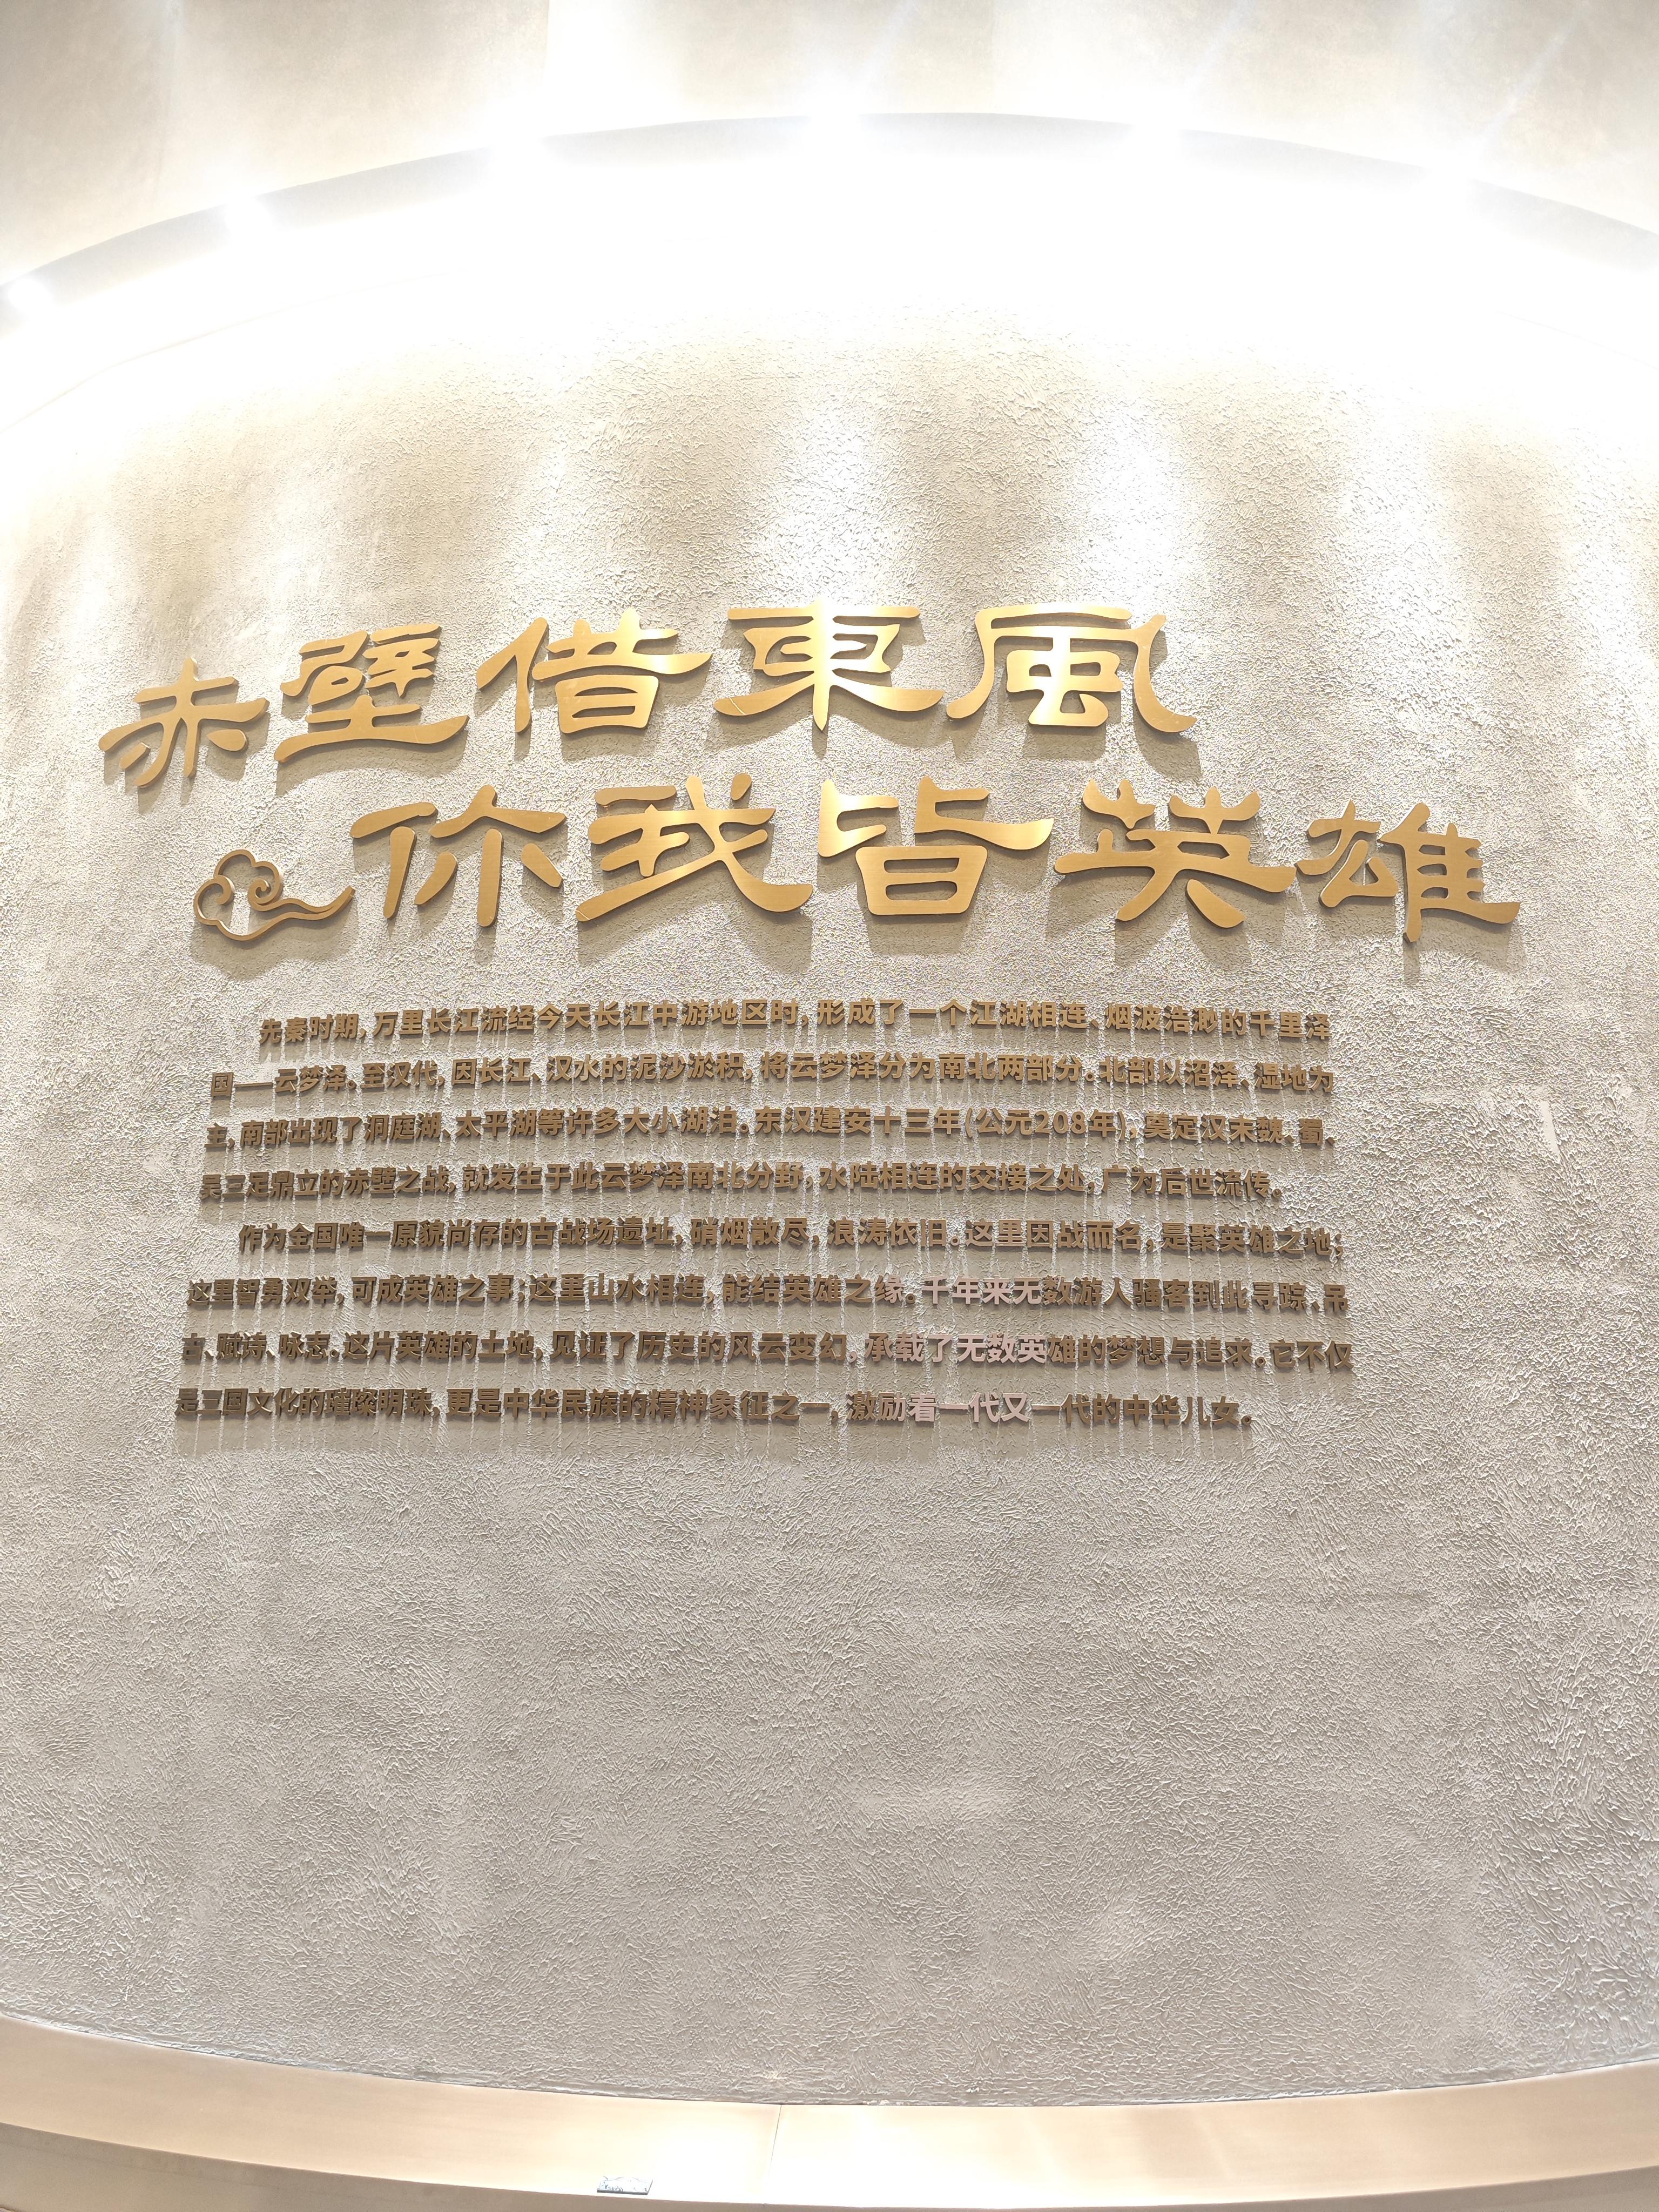 赤壁借東風
你我皆英雄
先秦时期，万里长江流经今天长江中游地区时，形成了一个江湖相连、烟波浩渺的千里泽
国——云梦泽。至汉代，因长江、汉水的泥沙淤积，将云梦泽分为南北两部分。北部以沼泽、湿地为
主，南部出现了洞庭湖、太平湖等许多大小湖泊。东汉建安十三年(公元208年)，奠定汉末魏、蜀、
吴三足鼎立的赤壁之战，就发生于此云梦泽南北分野，水陆相连的交接之处，广为后世流传。
作为全国唯一原貌尚存的古战场遗址，硝烟散尽，浪涛依旧。这里因战而名，是聚英雄之地；
这里智勇双举，可成英雄之事；这里山水相连，能结英雄之缘。千年来无数游人骚客到此寻踪、吊
古、赋诗、咏志。这片英雄的土地，见证了历史的风云变幻。承载了无数英雄的梦想与追求。它不仅
是三国文化的璀璨明珠，更是中华民族的精神象征之一，激励着一代又一代的中华儿女。